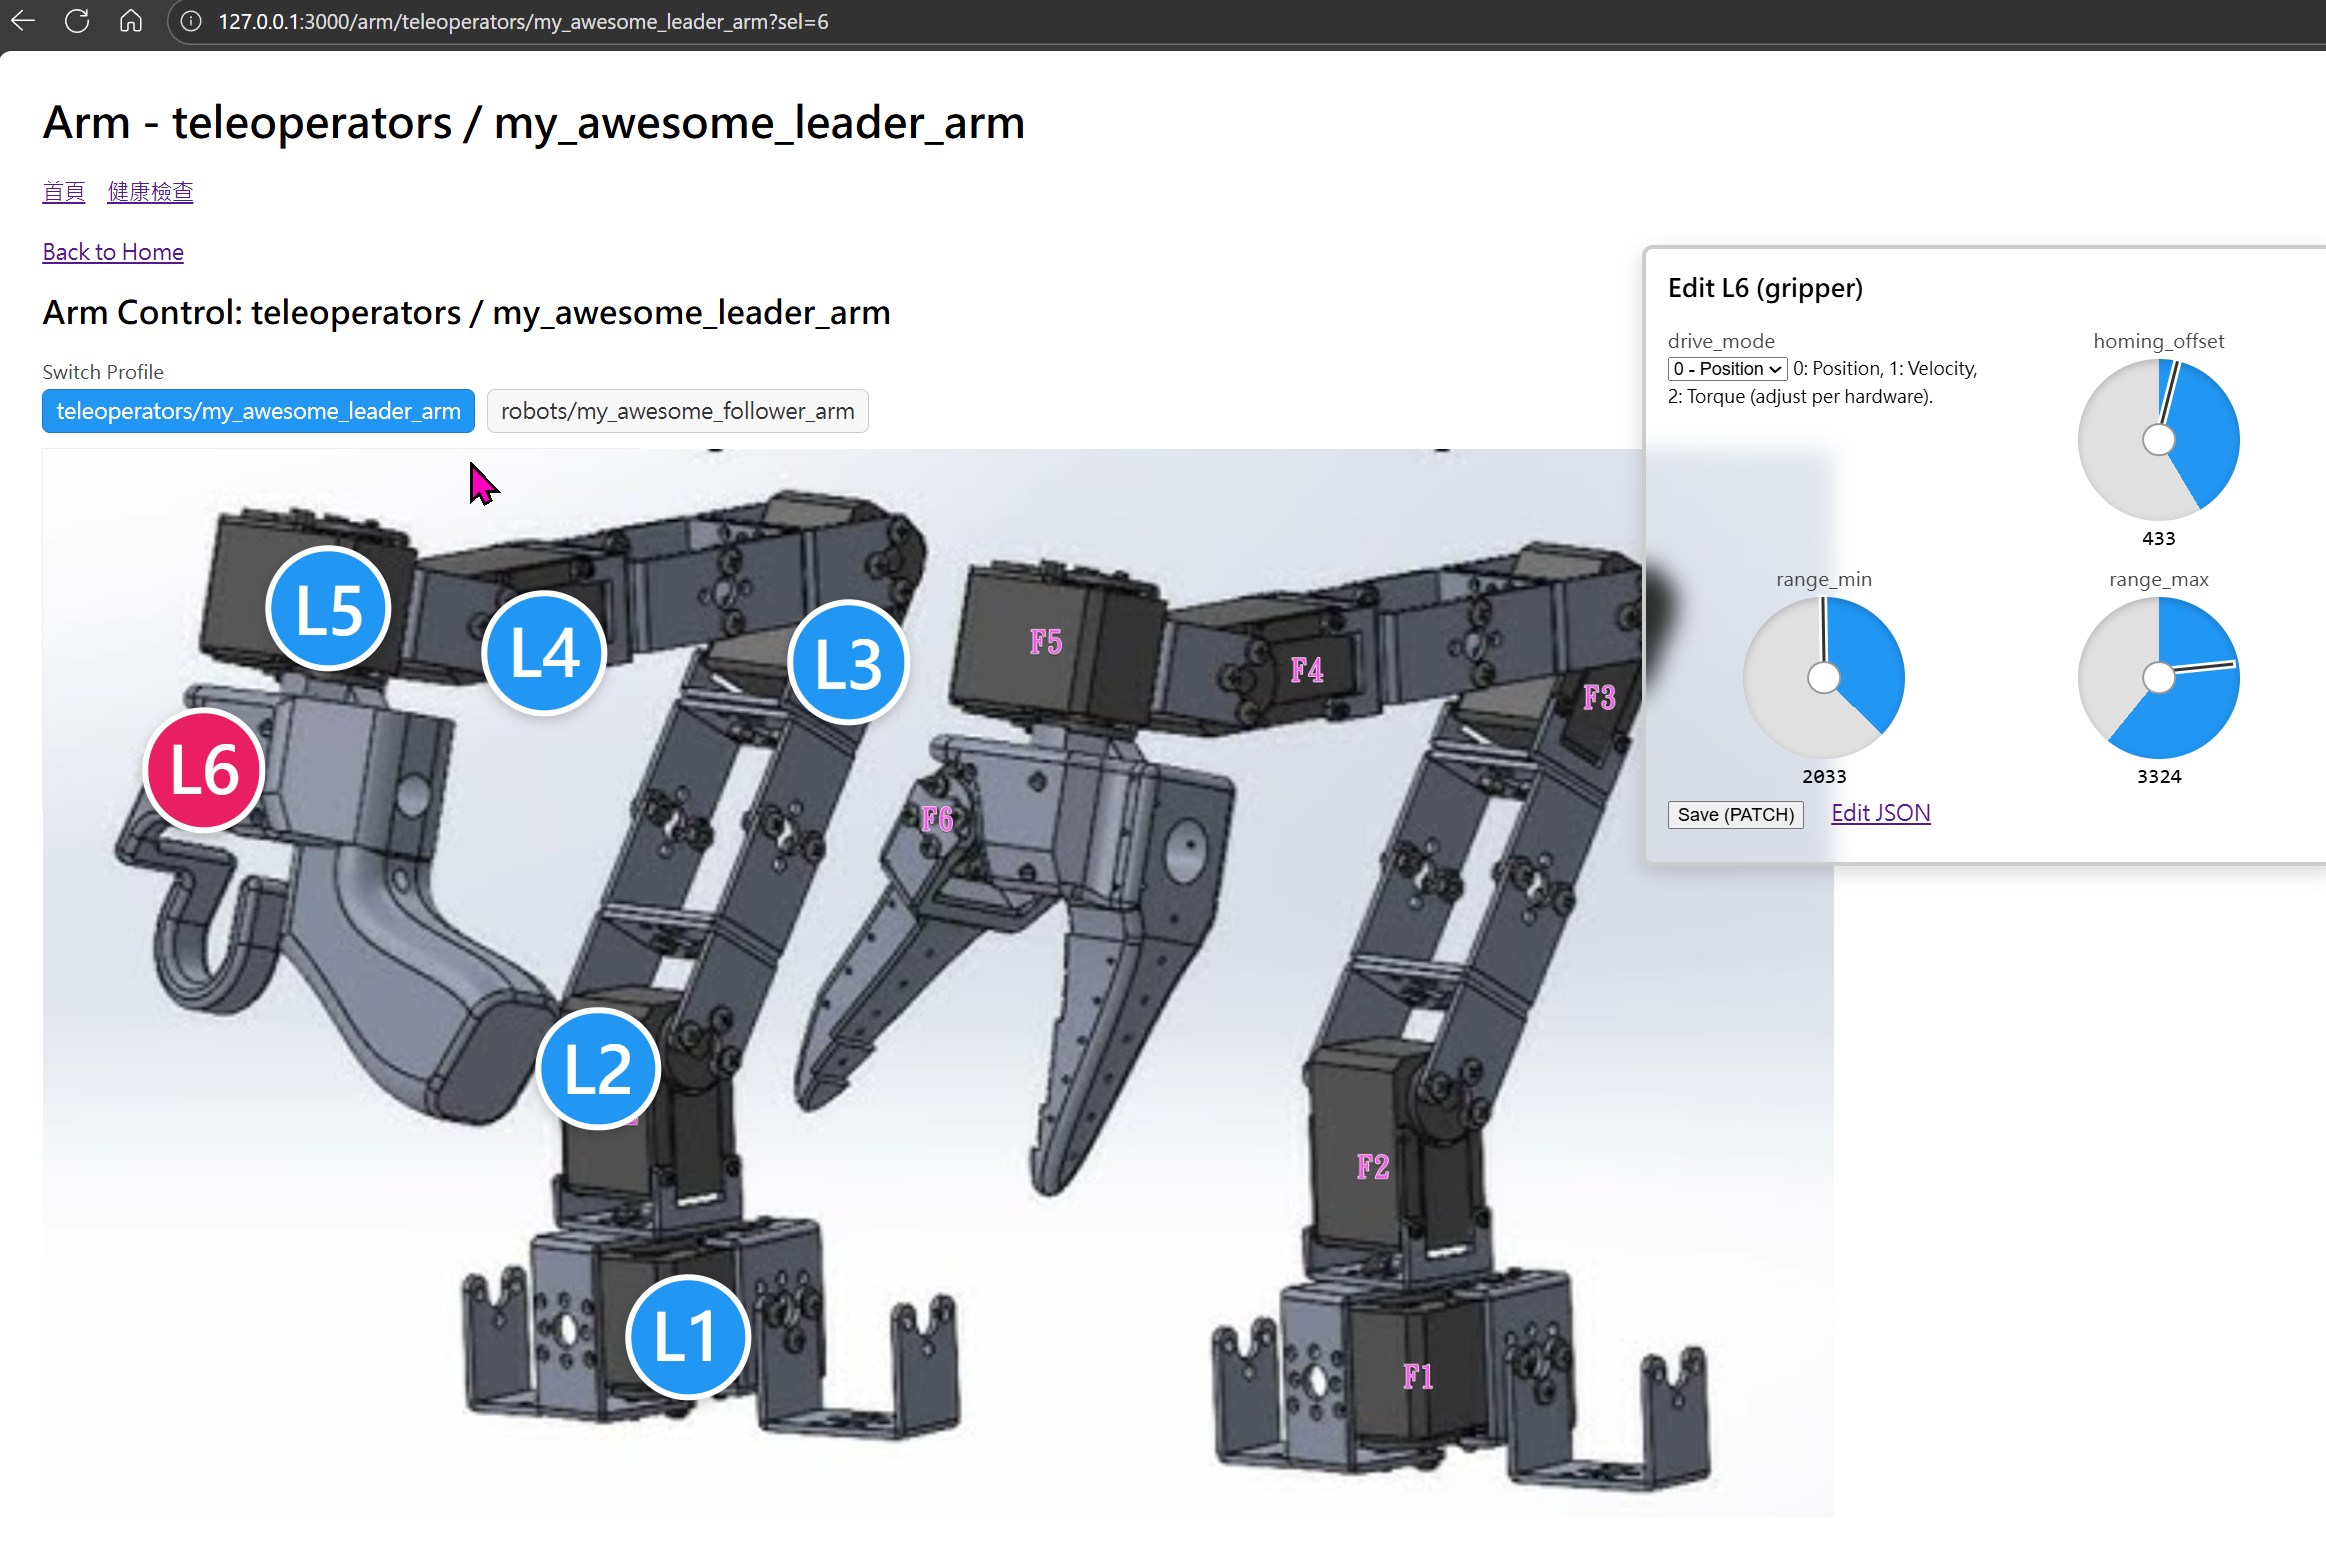 127.0.0.1:3000/arm/teleoperators/my_awesome_leader_arm?sel=6
Arm - teleoperators / my_awesome_leader_arm
首頁 健康檢查
Back to Home
Arm Control: teleoperators / my_awesome_leader_arm
Switch Profile
teleoperators/my_awesome_leader_arm robots/my_awesome_follower_arm
Edit L6 (gripper)
drive_mode
0 - Position 0: Position, 1: Velocity,
2: Torque (adjust per hardware).
homing_offset
433
range_min
2033
range_max
3324
Save (PATCH) Edit JSON
L5
L4
L3
L6
L2
L1
F5
F4
F3
F6
F2
F1